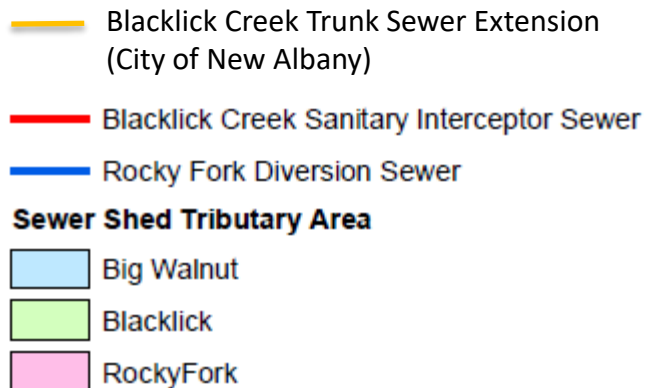 Blacklick Creek Trunk Sewer Extension
(City of New Albany)
Blacklick Creek Sanitary Interceptor Sewer
Rocky Fork Diversion Sewer
Sewer Shed Tributary Area
Big Walnut
Blacklick
RockyFork